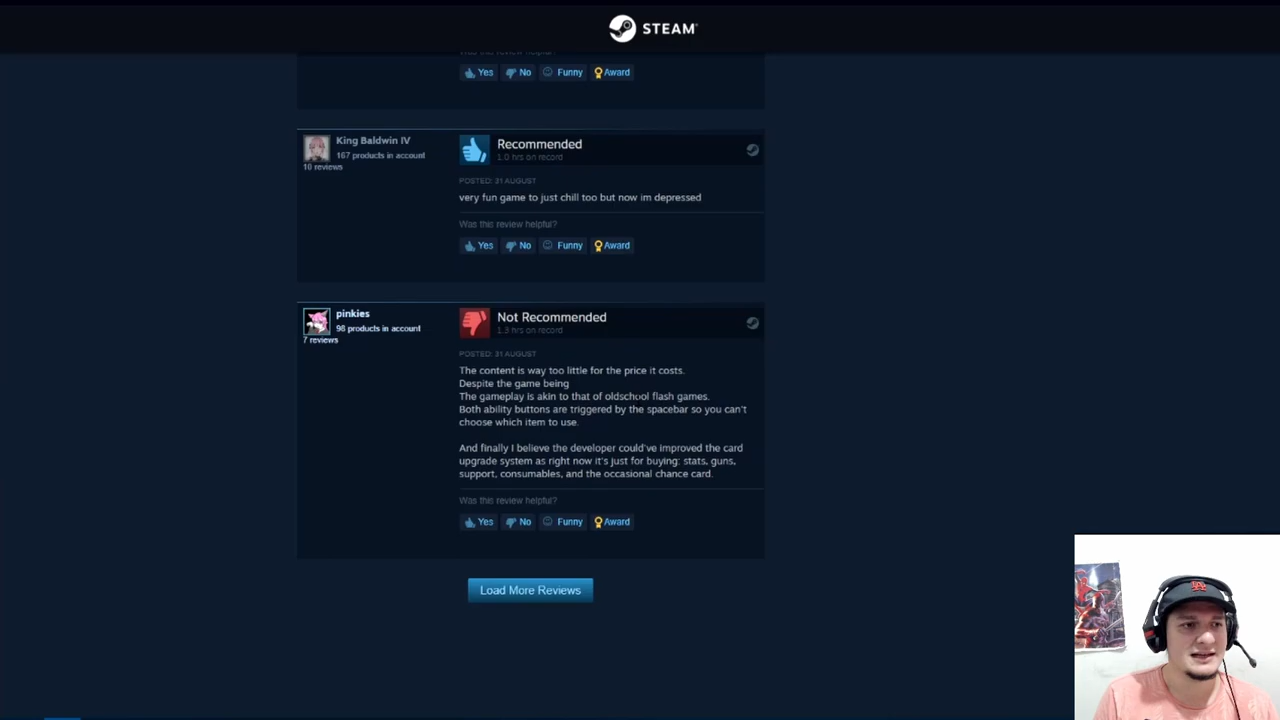 STEAM
Was this review helpful?
Yes No Funny Award
King Baldwin IV
167 products in account
10 reviews
Recommended
1.0 hrs on record
POSTED: 31 AUGUST
very fun game to just chill too but now im depressed
Was this review helpful?
Yes No Funny Award
pinkies
98 products in account
7 reviews
Not Recommended
1.3 hrs on record
POSTED: 31 AUGUST
The content is way too little for the price it costs.
Despite the game being
The gameplay is akin to that of oldschool flash games.
Both ability buttons are triggered by the spacebar so you can't
choose which item to use.
And finally I believe the developer could've improved the card
upgrade system as right now it's just for buying: stats, guns,
support, consumables, and the occasional chance card.
Was this review helpful?
Yes No Funny Award
Load More Reviews